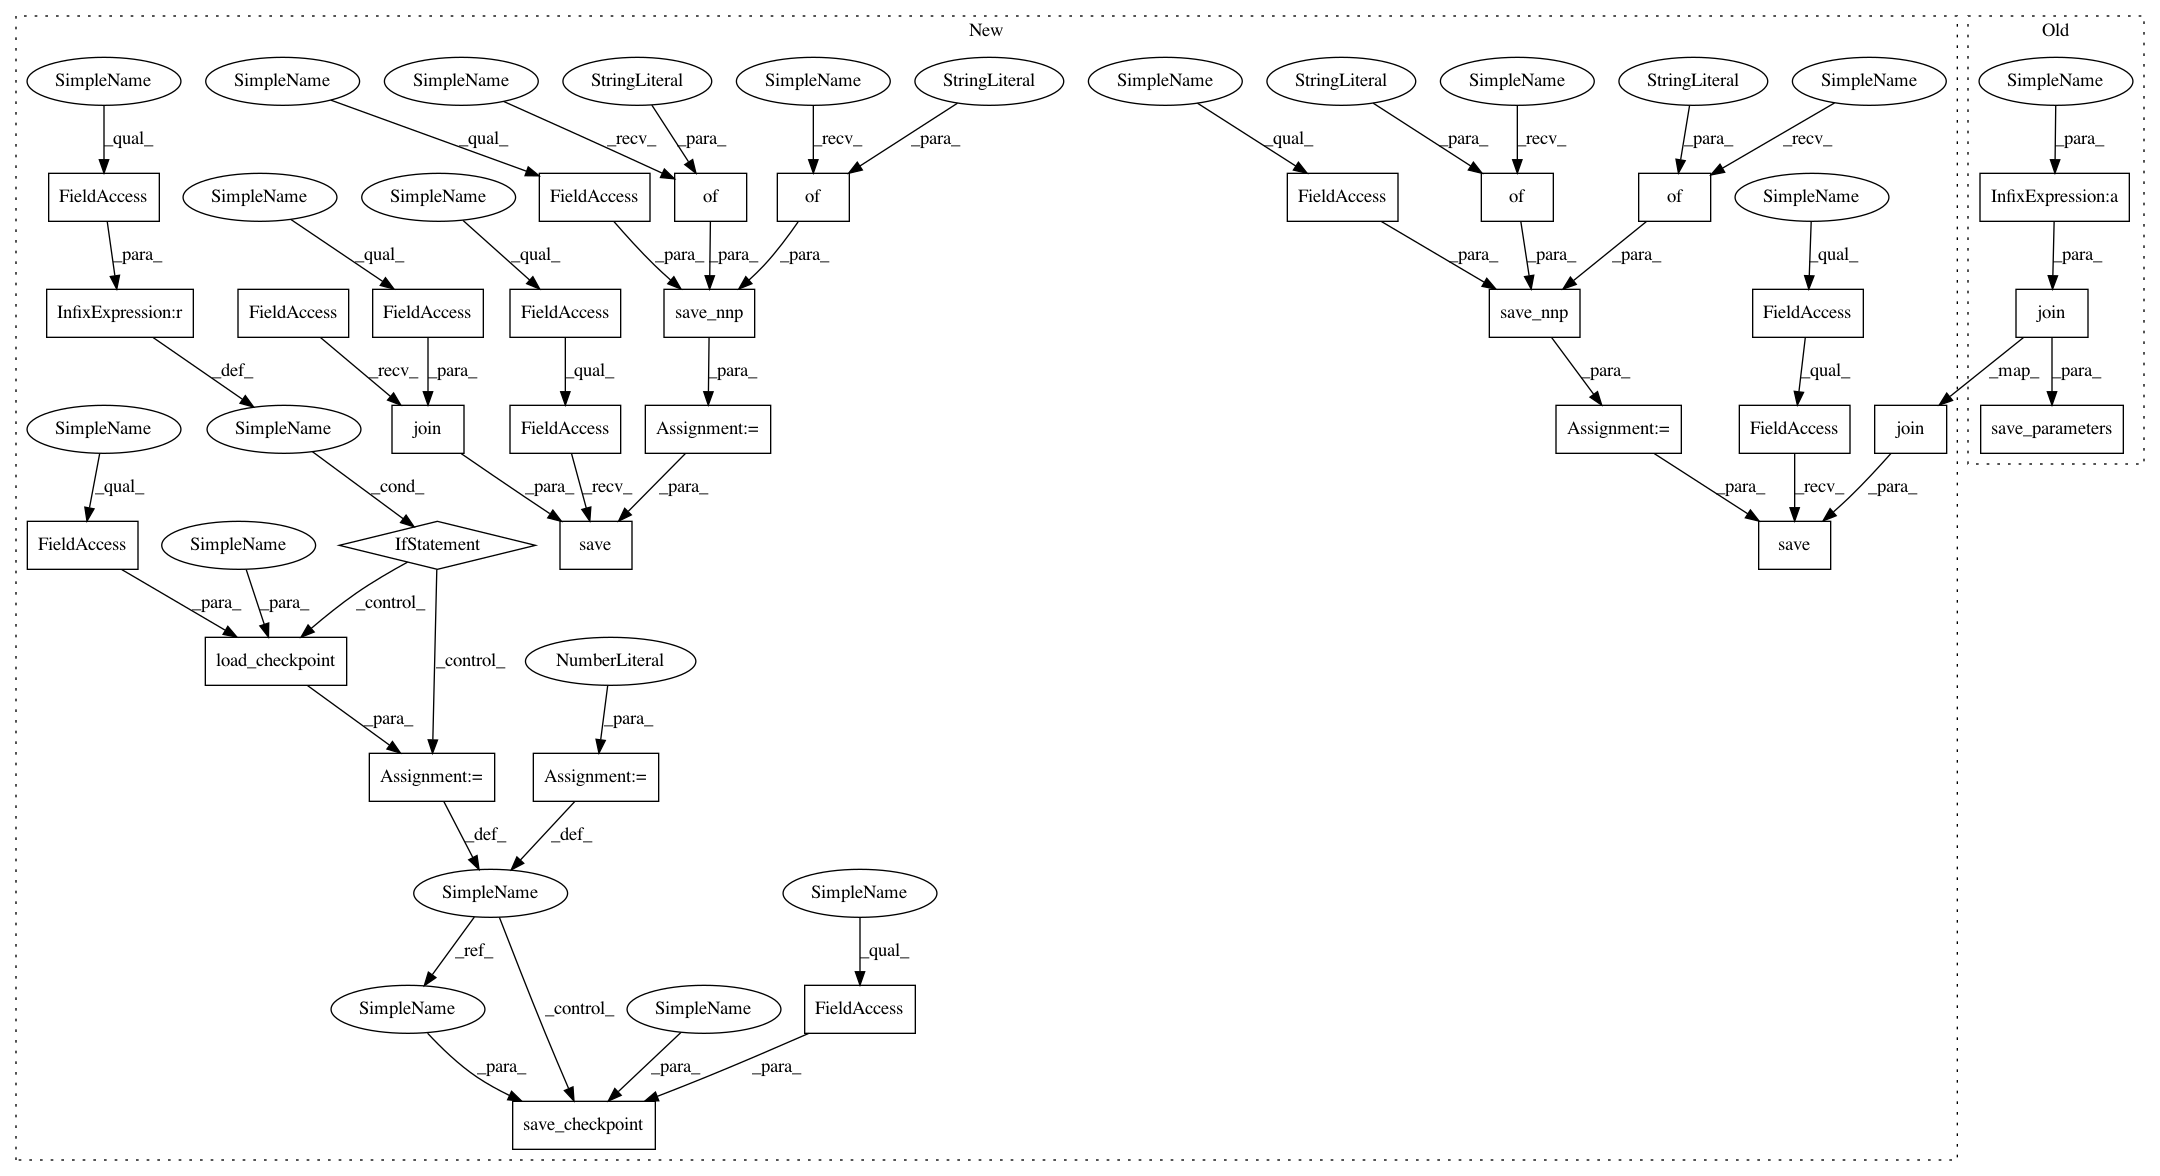 New
Old
SimpleName SimpleName SimpleName StringLiteral SimpleName StringLiteral SimpleName StringLiteral SimpleName StringLiteral SimpleName SimpleName
_qual_ _qual_ _recv_ _para_ _recv_ _para_ _qual_ _para_ _recv_ _para_ _recv_ _para_
FieldAccess SimpleName SimpleName FieldAccess of of FieldAccess of of SimpleName InfixExpression:a
_para_ _qual_ _qual_ _para_ _para_ _para_ _para_ _para_ _para_ _qual_ _para_
InfixExpression:r FieldAccess FieldAccess FieldAccess save_nnp save_nnp FieldAccess join
_def_ _recv_ _para_ _qual_ _para_ _para_ _qual_ _map_ _para_
SimpleName SimpleName join FieldAccess Assignment:= Assignment:= FieldAccess join save_parameters
_qual_ _cond_ _para_ _recv_ _para_ _para_ _recv_ _para_
FieldAccess SimpleName IfStatement save save
_para_ _para_ _control_
load_checkpoint _control_ NumberLiteral
_para_ _para_
Assignment:= Assignment:=
_def_ _def_
SimpleName SimpleName
_ref_ _qual_
SimpleName _control_ SimpleName FieldAccess
_para_ _para_ _para_
save_checkpoint